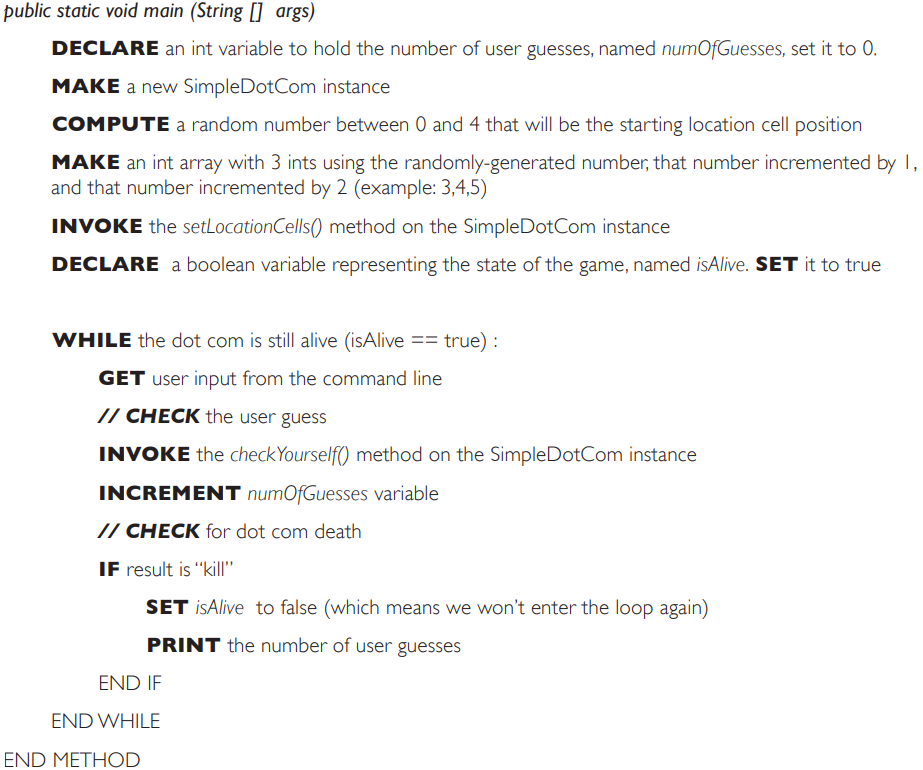 public static void main (String [] args)
DECLARE an int variable to hold the number of user guesses, named numOfGuesses, set it to 0.
MAKE a new SimpleDotCom instance
COMPUTE a random number between 0 and 4 that will be the starting location cell position
MAKE an int array with 3 ints using the randomly-generated number, that number incremented by 1,
and that number incremented by 2 (example: 3,4,5)
INVOKE the setLocationCells() method on the SimpleDotCom instance
DECLARE a boolean variable representing the state of the game, named isAlive. SET it to true
WHILE the dot com is still alive (isAlive == true) :
GET user input from the command line
// CHECK the user guess
INVOKE the checkYourself() method on the SimpleDotCom instance
INCREMENT numOfGuesses variable
// CHECK for dot com death
IF result is “kill”
SET isAlive to false (which means we won’t enter the loop again)
PRINT the number of user guesses
END IF
END WHILE
END METHOD